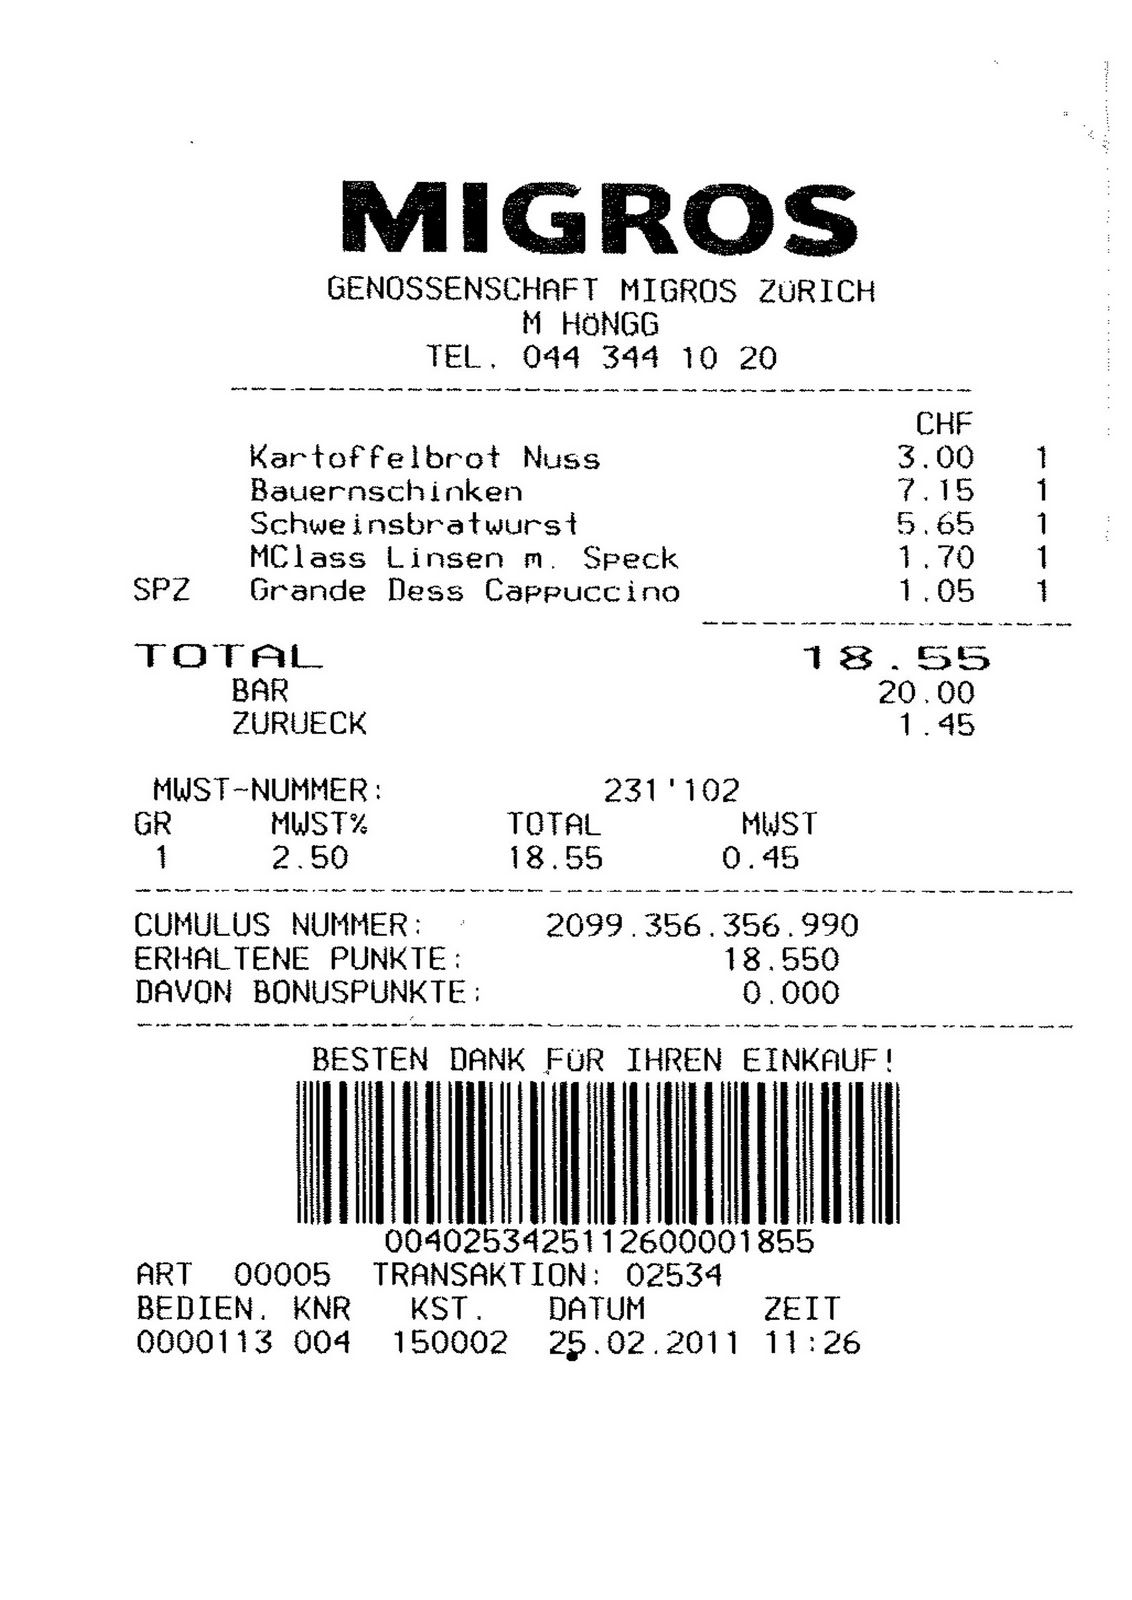 MIGROS
GENOSSENSCHAFT MIGROS ZüRICH
M HöNGG
TEL. 044 344 10 20
CHF
Kartoffelbrot Nuss 3.00 1
Bauernschinken 7.15 1
Schweinsbratwurst 5.65 1
MClass Linsen m. Speck 1.70 1
SPZ Grande Dess Cappuccino 1.05 1
TOTAL 18.55
BAR 20.00
ZURUECK 1.45
MWST-NUMMER: 231'102
GR MWST% TOTAL MWST
1 2.50 18.55 0.45
CUMULUS NUMMER: 2099.356.356.990
ERHALTENE PUNKTE: 18.550
DAVON BONUSPUNKTE: 0.000
BESTEN DANK FüR IHREN EINKAUF!
0040253425112600001855
ART 00005 TRANSAKTION: 02534
BEDIEN. KNR KST. DATUM ZEIT
0000113 004 150002 25.02.2011 11:26